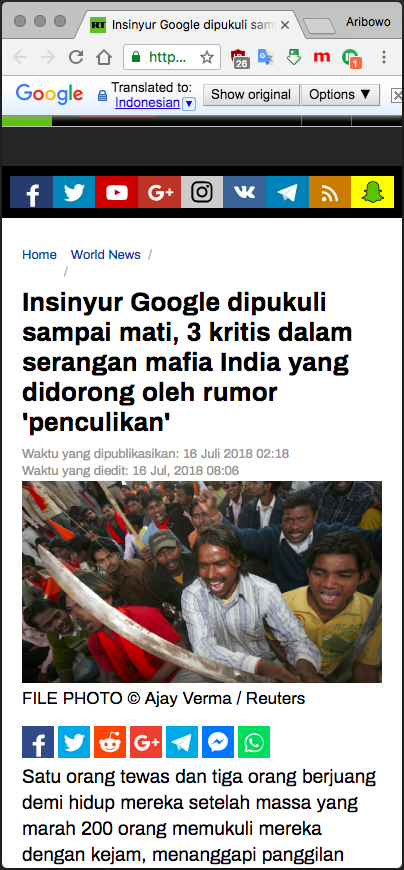 RT Insinyur Google dipukuli sam
Aribowo
http...
26
1
Google Translated to: Indonesian Show original Options ▼
Home World News /
/
Insinyur Google dipukuli
sampai mati, 3 kritis dalam
serangan mafia India yang
didorong oleh rumor
'penculikan'
Waktu yang dipublikasikan: 16 Juli 2018 02:18
Waktu yang diedit: 16 Jul, 2018 08:06
FILE PHOTO © Ajay Verma / Reuters
Satu orang tewas dan tiga orang berjuang
demi hidup mereka setelah massa yang
marah 200 orang memukuli mereka
dengan kejam, menanggapi panggilan